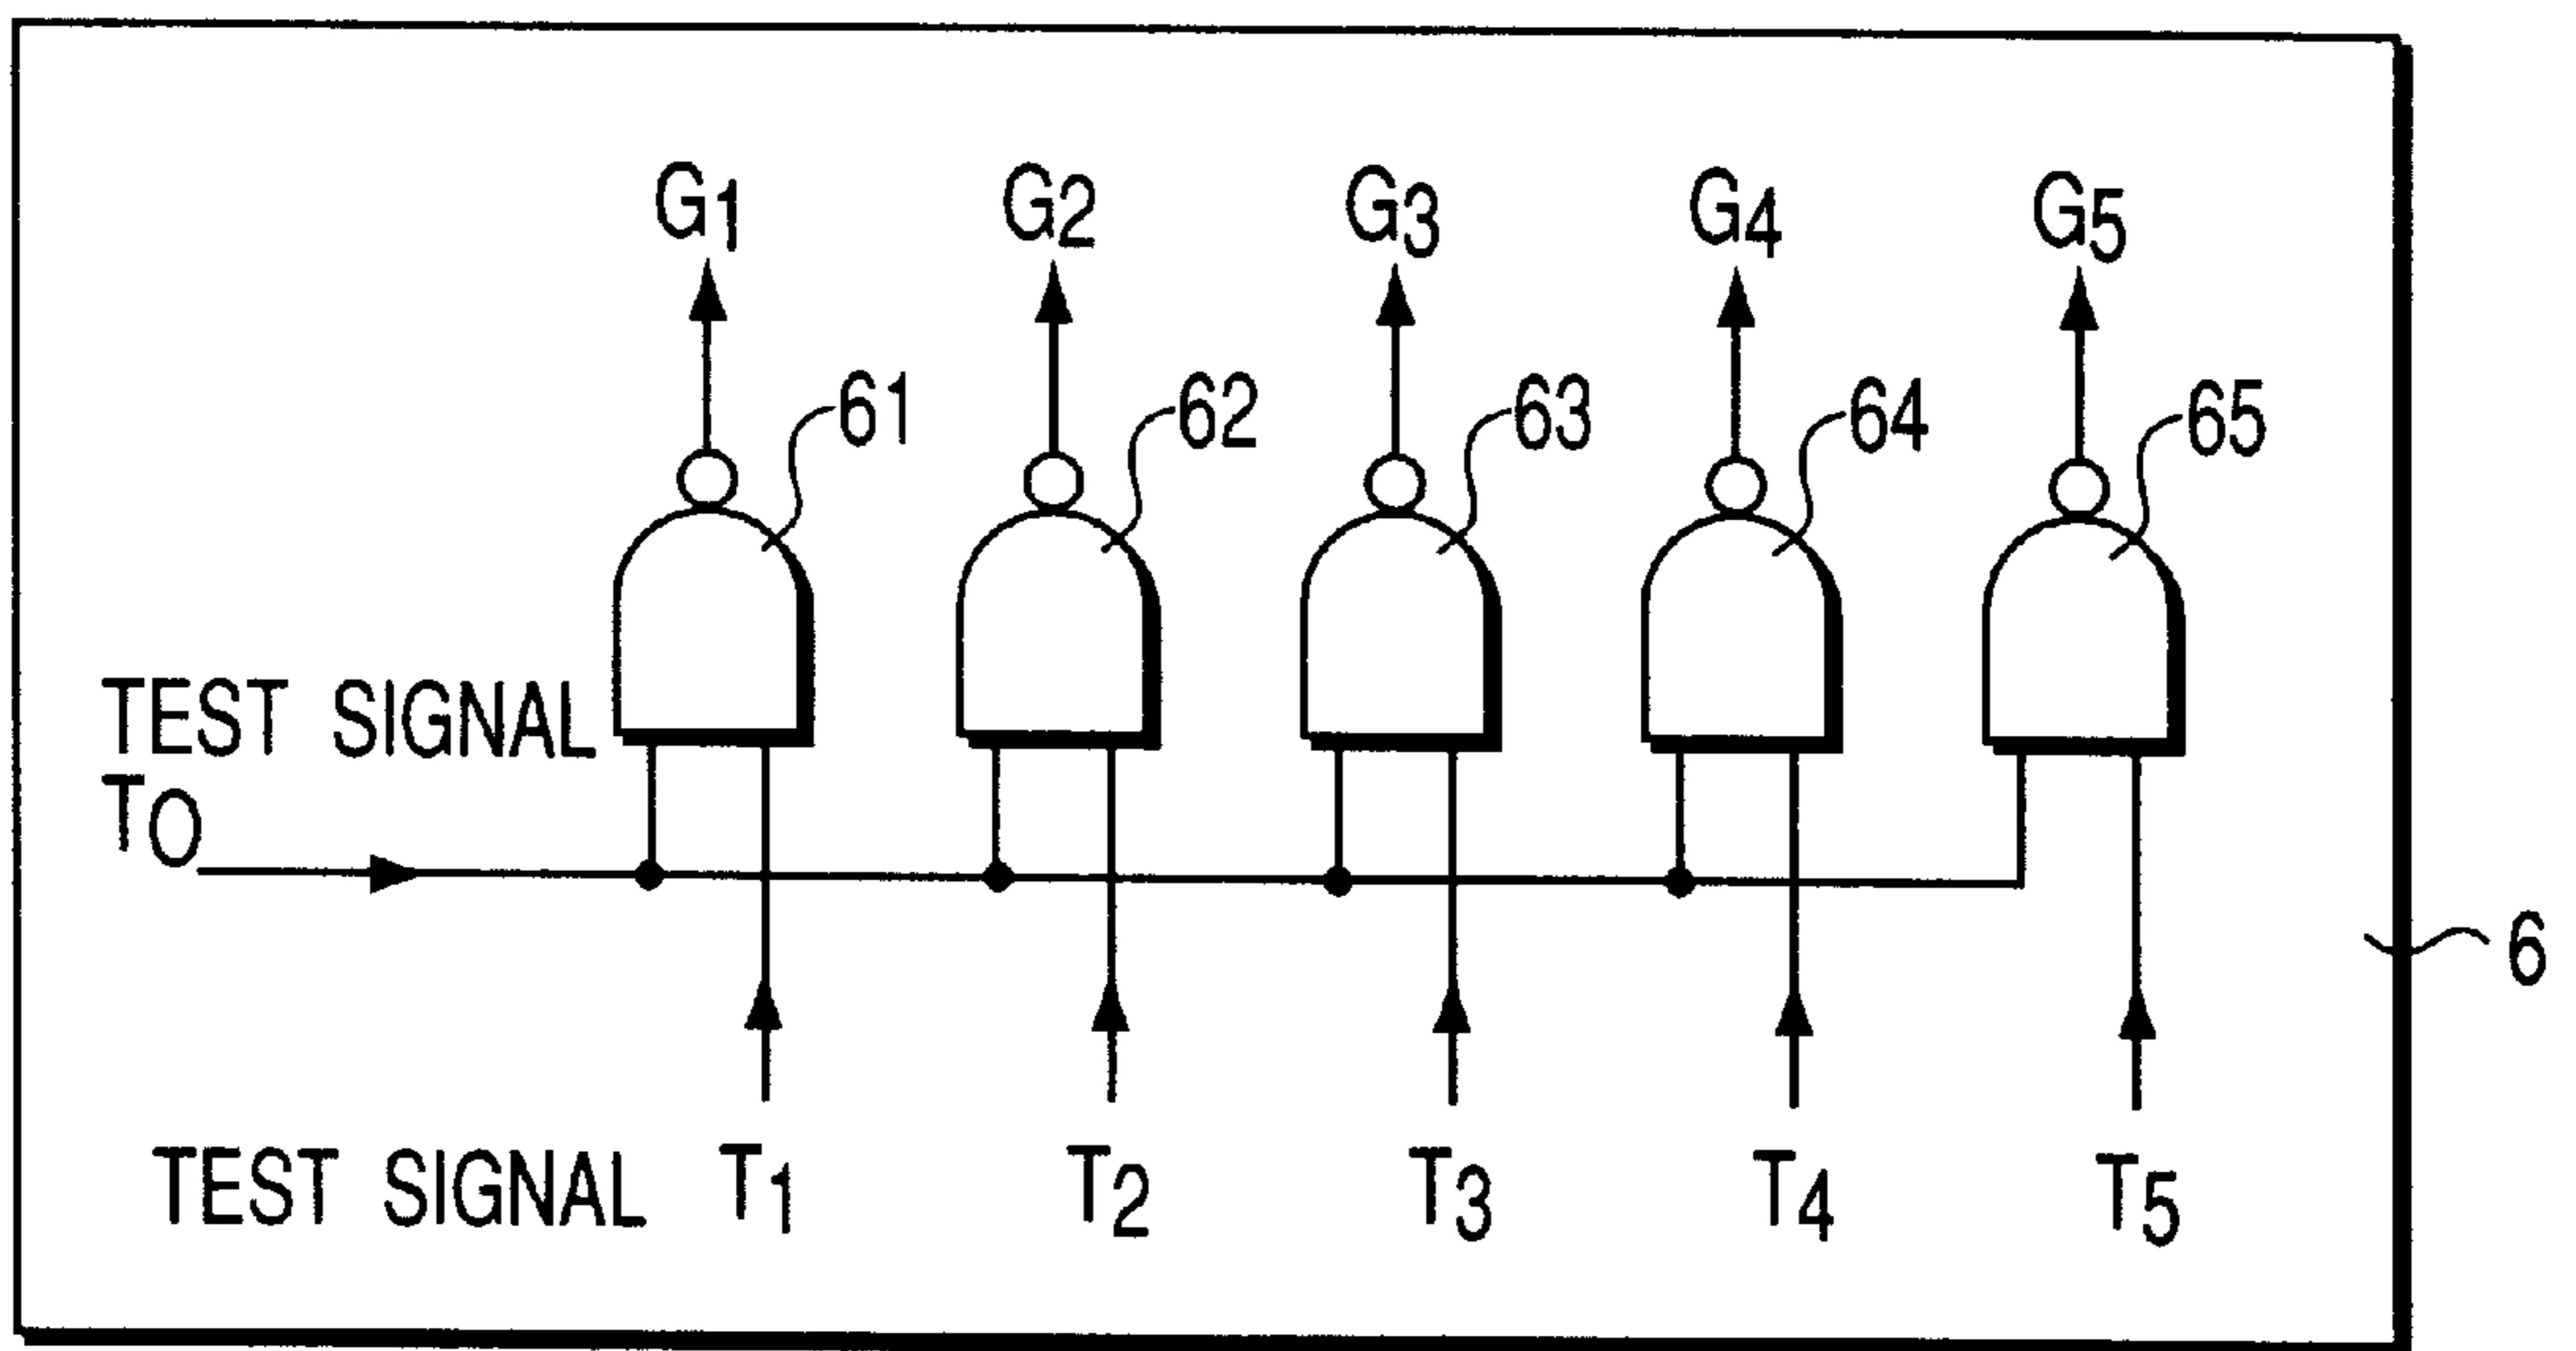 G1 G2 G3 G4 G5
61 62 63 64 65
TEST SIGNAL
TO
6
TEST SIGNAL T1 T2 T3 T4 T5